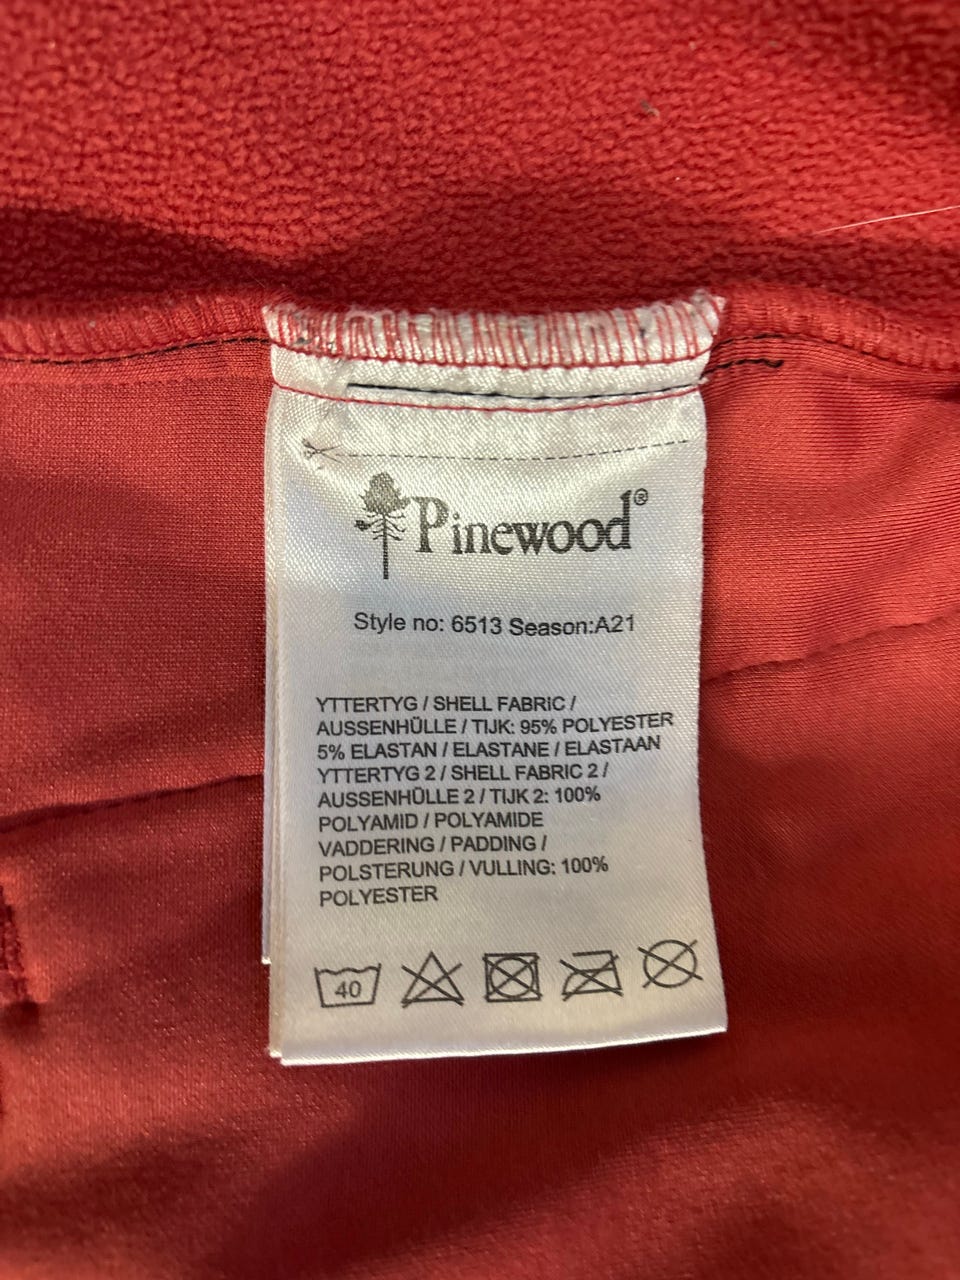 Pinewood®
Style no: 6513 Season:A21
YTTERTYG / SHELL FABRIC /
AUSSENHÜLLE / TIJK: 95% POLYESTER
5% ELASTAN / ELASTANE / ELASTAAN
YTTERTYG 2 / SHELL FABRIC 2 /
AUSSENHÜLLE 2 / TIJK 2: 100%
POLYAMID / POLYAMIDE
VADDERING / PADDING /
POLSTERUNG / VULLING: 100%
POLYESTER
40